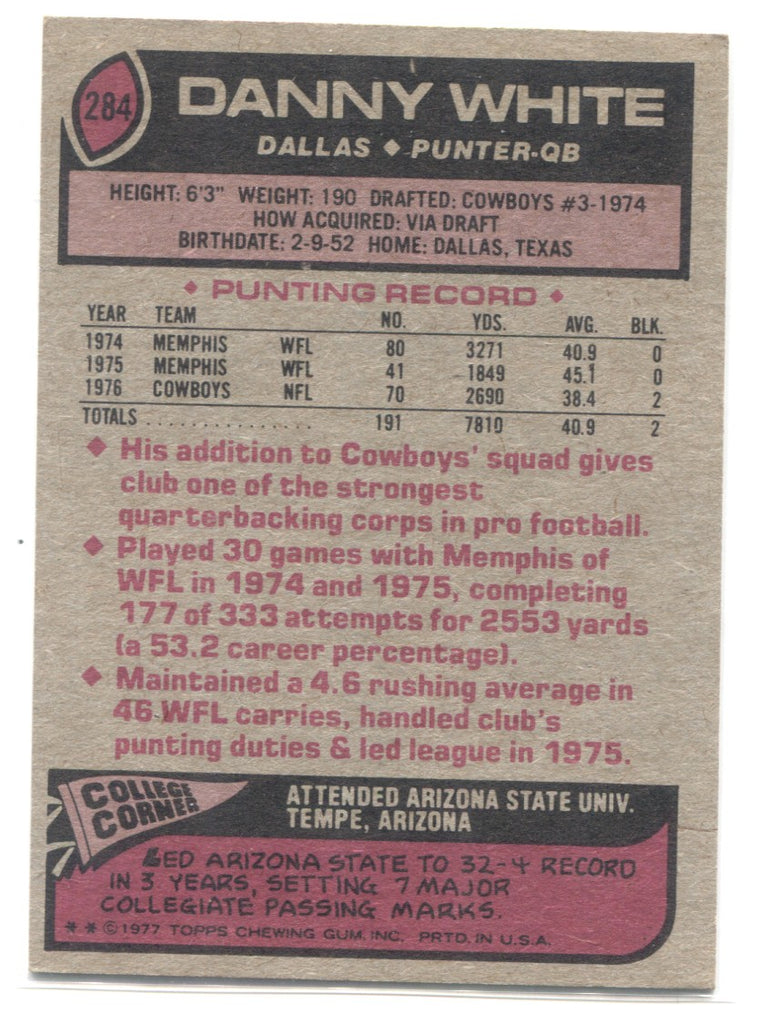 284
DANNY WHITE
DALLAS ♦ PUNTER-QB
HEIGHT: 6'3" WEIGHT: 190 DRAFTED: COWBOYS #3-1974
HOW ACQUIRED: VIA DRAFT
BIRTHDATE: 2-9-52 HOME: DALLAS, TEXAS
♦ PUNTING RECORD ♦
YEAR TEAM NO. YDS. AVG. BLK.
1974 MEMPHIS WFL 80 3271 40.9 0
1975 MEMPHIS WFL 41 1849 45.1 0
1976 COWBOYS NFL 70 2690 38.4 2
TOTALS ................ 191 7810 40.9 2
♦ His addition to Cowboys' squad gives
club one of the strongest
quarterbacking corps in pro football.
♦ Played 30 games with Memphis of
WFL in 1974 and 1975, completing
177 of 333 attempts for 2553 yards
(a 53.2 career percentage).
♦ Maintained a 4.6 rushing average in
46 WFL carries, handled club's
punting duties & led league in 1975.
COLLEGE
CORNER
ATTENDED ARIZONA STATE UNIV.
TEMPE, ARIZONA
LED ARIZONA STATE TO 32-4 RECORD
IN 3 YEARS, SETTING 7 MAJOR
COLLEGIATE PASSING MARKS.
* * © 1977 TOPPS CHEWING GUM, INC. PRTD. IN U.S.A.